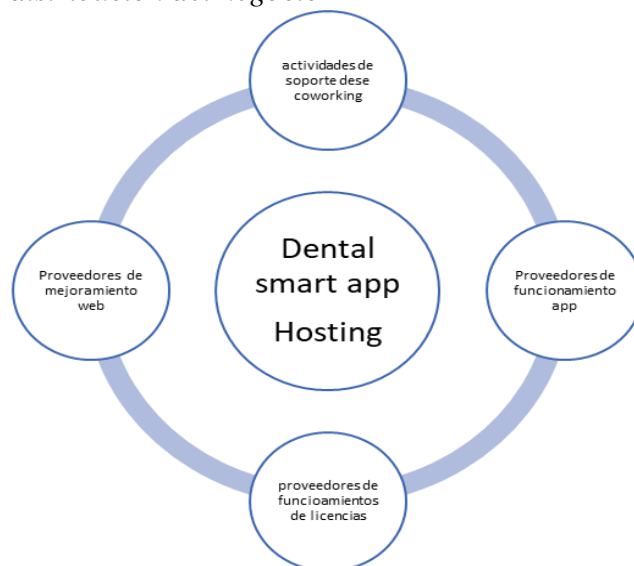 actividades de
soporte dese
coworking
Dental
smart app
Hosting
Proveedores de
mejoramiento
web
Proveedores de
funcionamiento
app
proveedores de
funcioamientos
de licencias